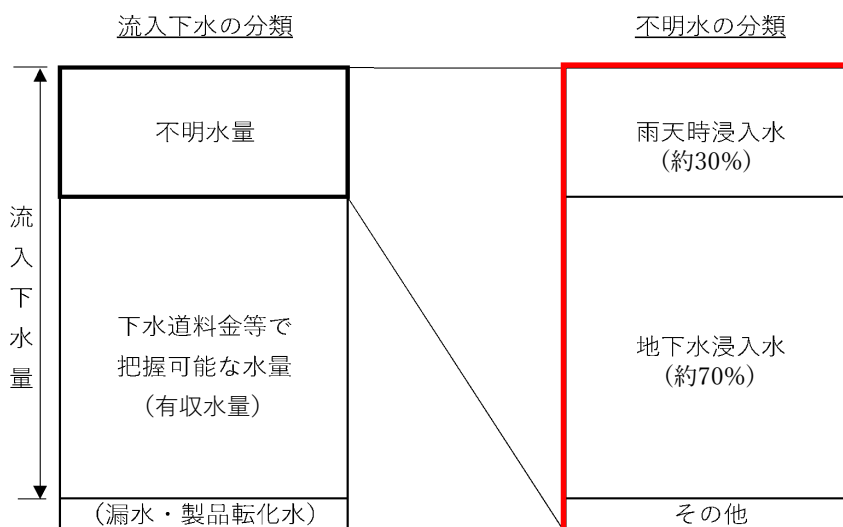 流入下水の分類
不明水の分類
流入下水量
不明水量
下水道料金等で
把握可能な水量
（有収水量）
（漏水・製品転化水）
雨天時浸入水
（約30%）
地下水浸入水
（約70%）
その他